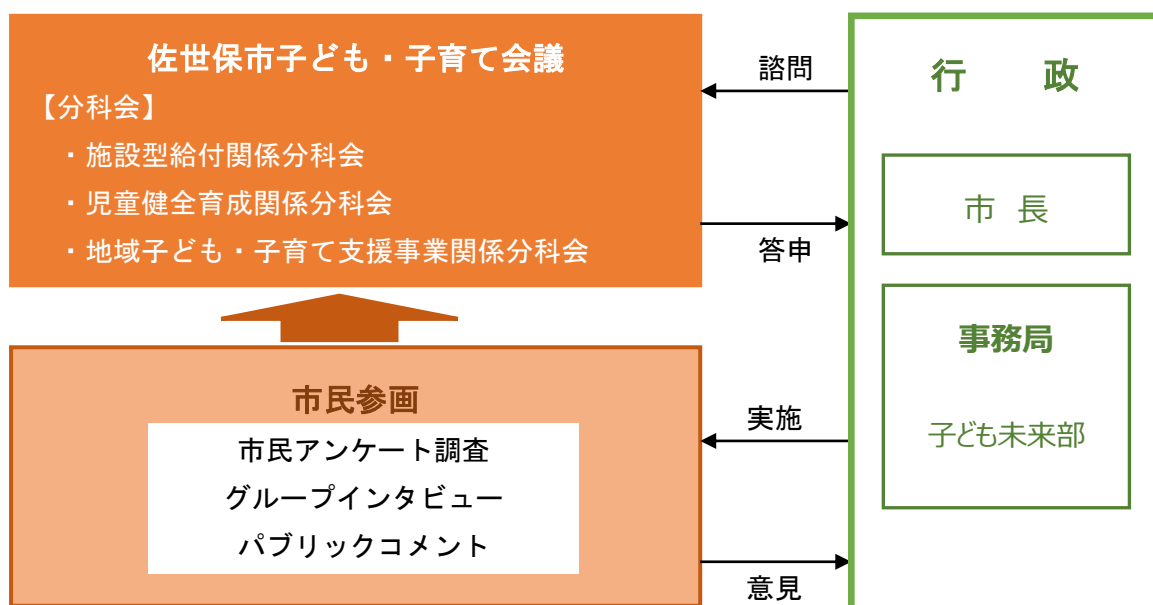 佐世保市子ども・子育て会議
【分科会】
・施設型給付関係分科会
・児童健全育成関係分科会
・地域子ども・子育て支援事業関係分科会
諮問
答申
行　政
市 長
事務局
子ども未来部
市民参画
市民アンケート調査
グループインタビュー
パブリックコメント
実施
意見